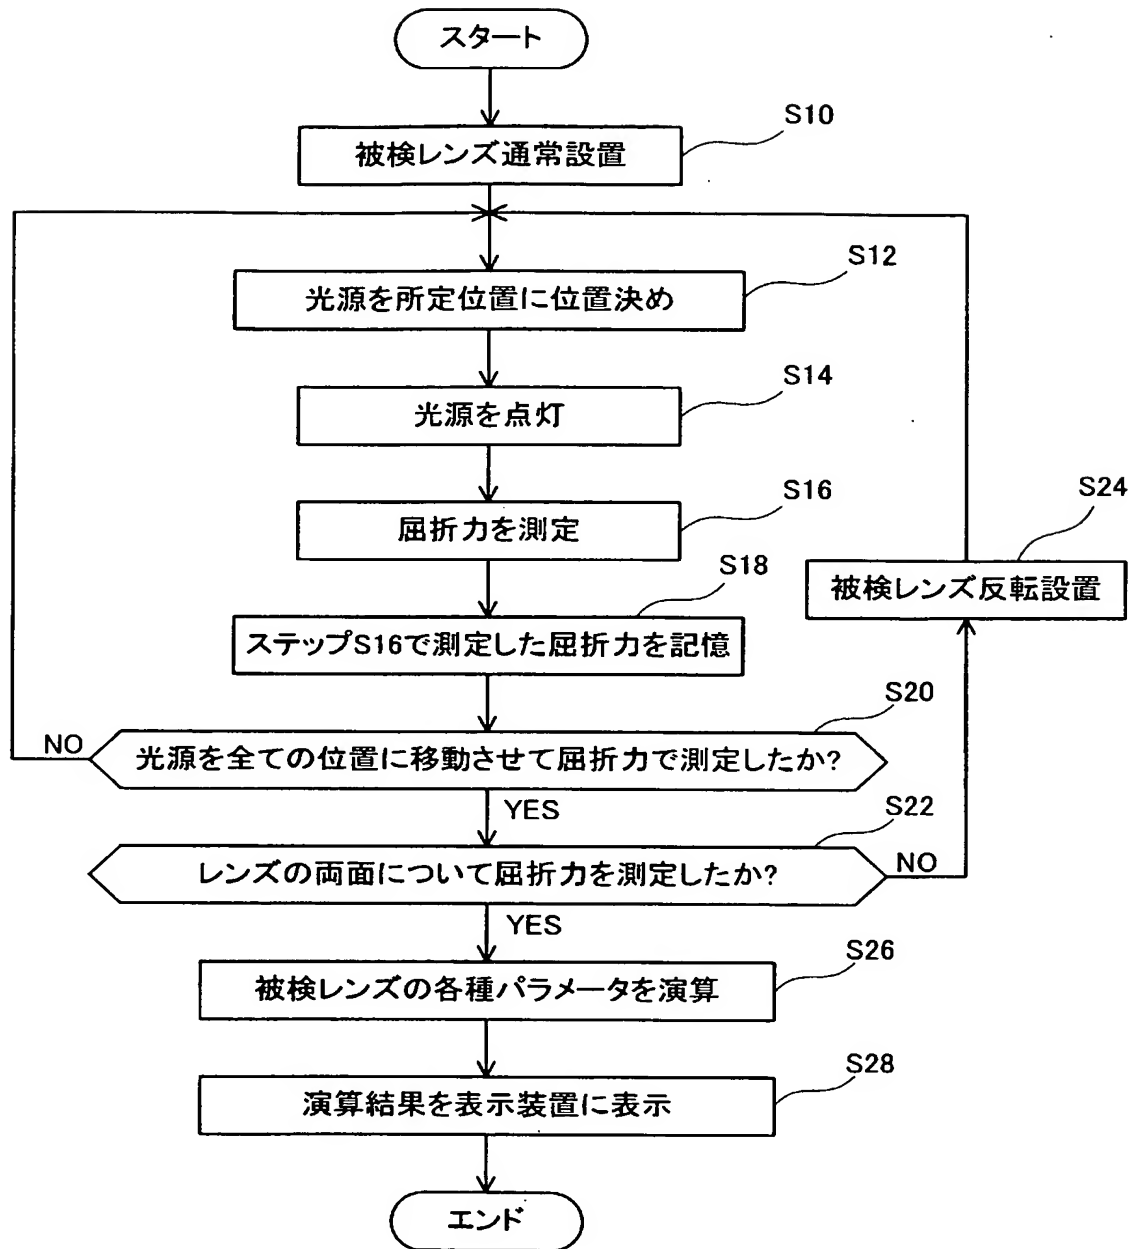 スタート
S10
被検レンズ通常設置
S12
光源を所定位置に位置決め
S14
光源を点灯
S16
屈折力を測定
S24
被検レンズ反転設置
S18
ステップS16で測定した屈折力を記憶
S20
NO
光源を全ての位置に移動させて屈折力で測定したか?
YES
S22
レンズの両面について屈折力を測定したか?
NO
YES
S26
被検レンズの各種パラメータを演算
S28
演算結果を表示装置に表示
エンド